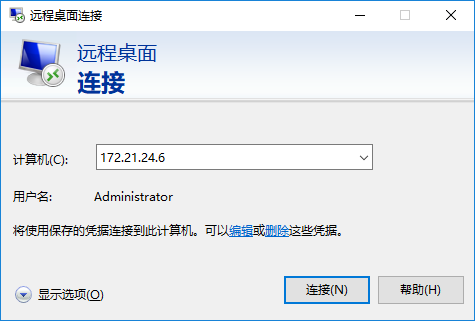 远程桌面连接
远程桌面
连接
计算机(C):
172.21.24.6
用户名:
Administrator
将使用保存的凭据连接到此计算机。可以编辑或删除这些凭据。
显示选项(O)
连接(N)
帮助(H)